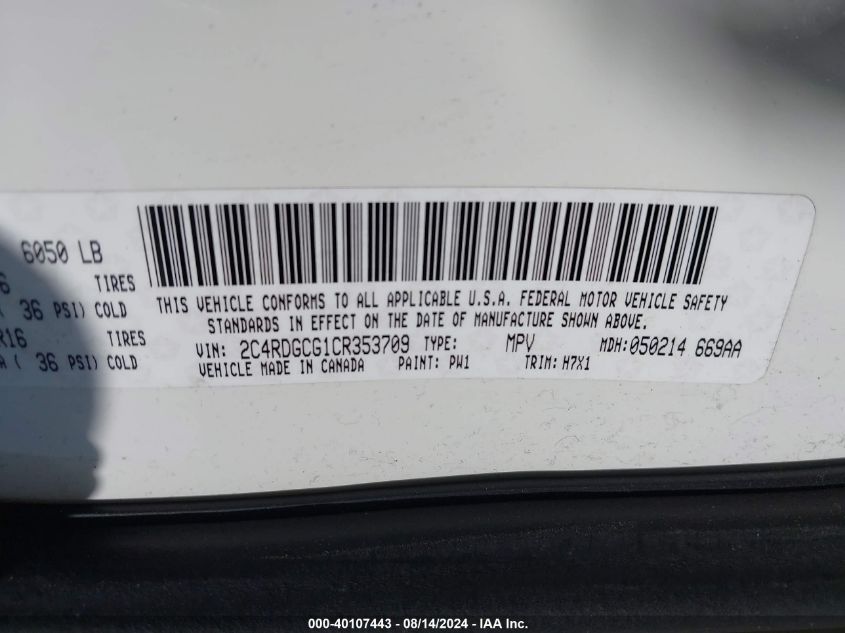 6050 LB
TIRES
36 PSI) COLD
R16 TIRES
A ( 36 PSI) COLD
THIS VEHICLE CONFORMS TO ALL APPLICABLE U.S.A. FEDERAL MOTOR VEHICLE SAFETY
STANDARDS IN EFFECT ON THE DATE OF MANUFACTURE SHOWN ABOVE.
VIN: 2C4RDGCG1CR353709 TYPE: MPV MDH:050214 669AA
VEHICLE MADE IN CANADA PAINT: PW1 TRIM: H7X1
000-40107443 - 08/14/2024 - IAA Inc.